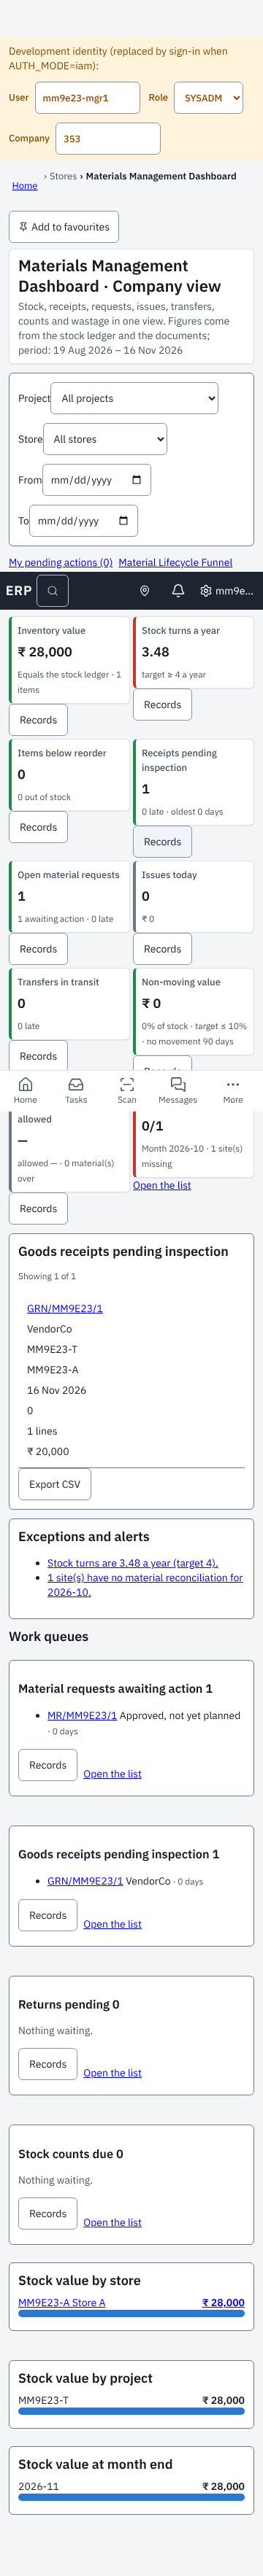 Development identity (replaced by sign-in when
AUTH_MODE=iam):
User mm9e23-mgr1 Role SYSADM
Company 353
Home › Stores › Materials Management Dashboard
Add to favourites
Materials Management
Dashboard · Company view
Stock, receipts, requests, issues, transfers,
counts and wastage in one view. Figures come
from the stock ledger and the documents;
period: 19 Aug 2026 – 16 Nov 2026
Project All projects
Store All stores
From mm/dd/yyyy
To mm/dd/yyyy
My pending actions (0) Material Lifecycle Funnel
ERP mm9e...
Inventory value
₹ 28,000
Equals the stock ledger · 1
items
Records
Stock turns a year
3.48
target ≥ 4 a year
Records
Items below reorder
0
0 out of stock
Records
Receipts pending
inspection
1
0 late · oldest 0 days
Records
Open material requests
1
1 awaiting action · 0 late
Records
Issues today
0
₹ 0
Records
Transfers in transit
0
0 late
Records
Non-moving value
₹ 0
0% of stock · target ≤ 10%
· no movement 90 days
Home Tasks Scan Messages More
allowed
—
allowed — · 0 material(s)
over
Records
0/1
Month 2026-10 · 1 site(s)
missing
Open the list
Goods receipts pending inspection
Showing 1 of 1
GRN/MM9E23/1
VendorCo
MM9E23-T
MM9E23-A
16 Nov 2026
0
1 lines
₹ 20,000
Export CSV
Exceptions and alerts
Stock turns are 3.48 a year (target 4).
1 site(s) have no material reconciliation for
2026-10.
Work queues
Material requests awaiting action 1
MR/MM9E23/1 Approved, not yet planned
· 0 days
Records Open the list
Goods receipts pending inspection 1
GRN/MM9E23/1 VendorCo · 0 days
Records Open the list
Returns pending 0
Nothing waiting.
Records Open the list
Stock counts due 0
Nothing waiting.
Records Open the list
Stock value by store
MM9E23-A Store A ₹ 28,000
Stock value by project
MM9E23-T ₹ 28,000
Stock value at month end
2026-11 ₹ 28,000